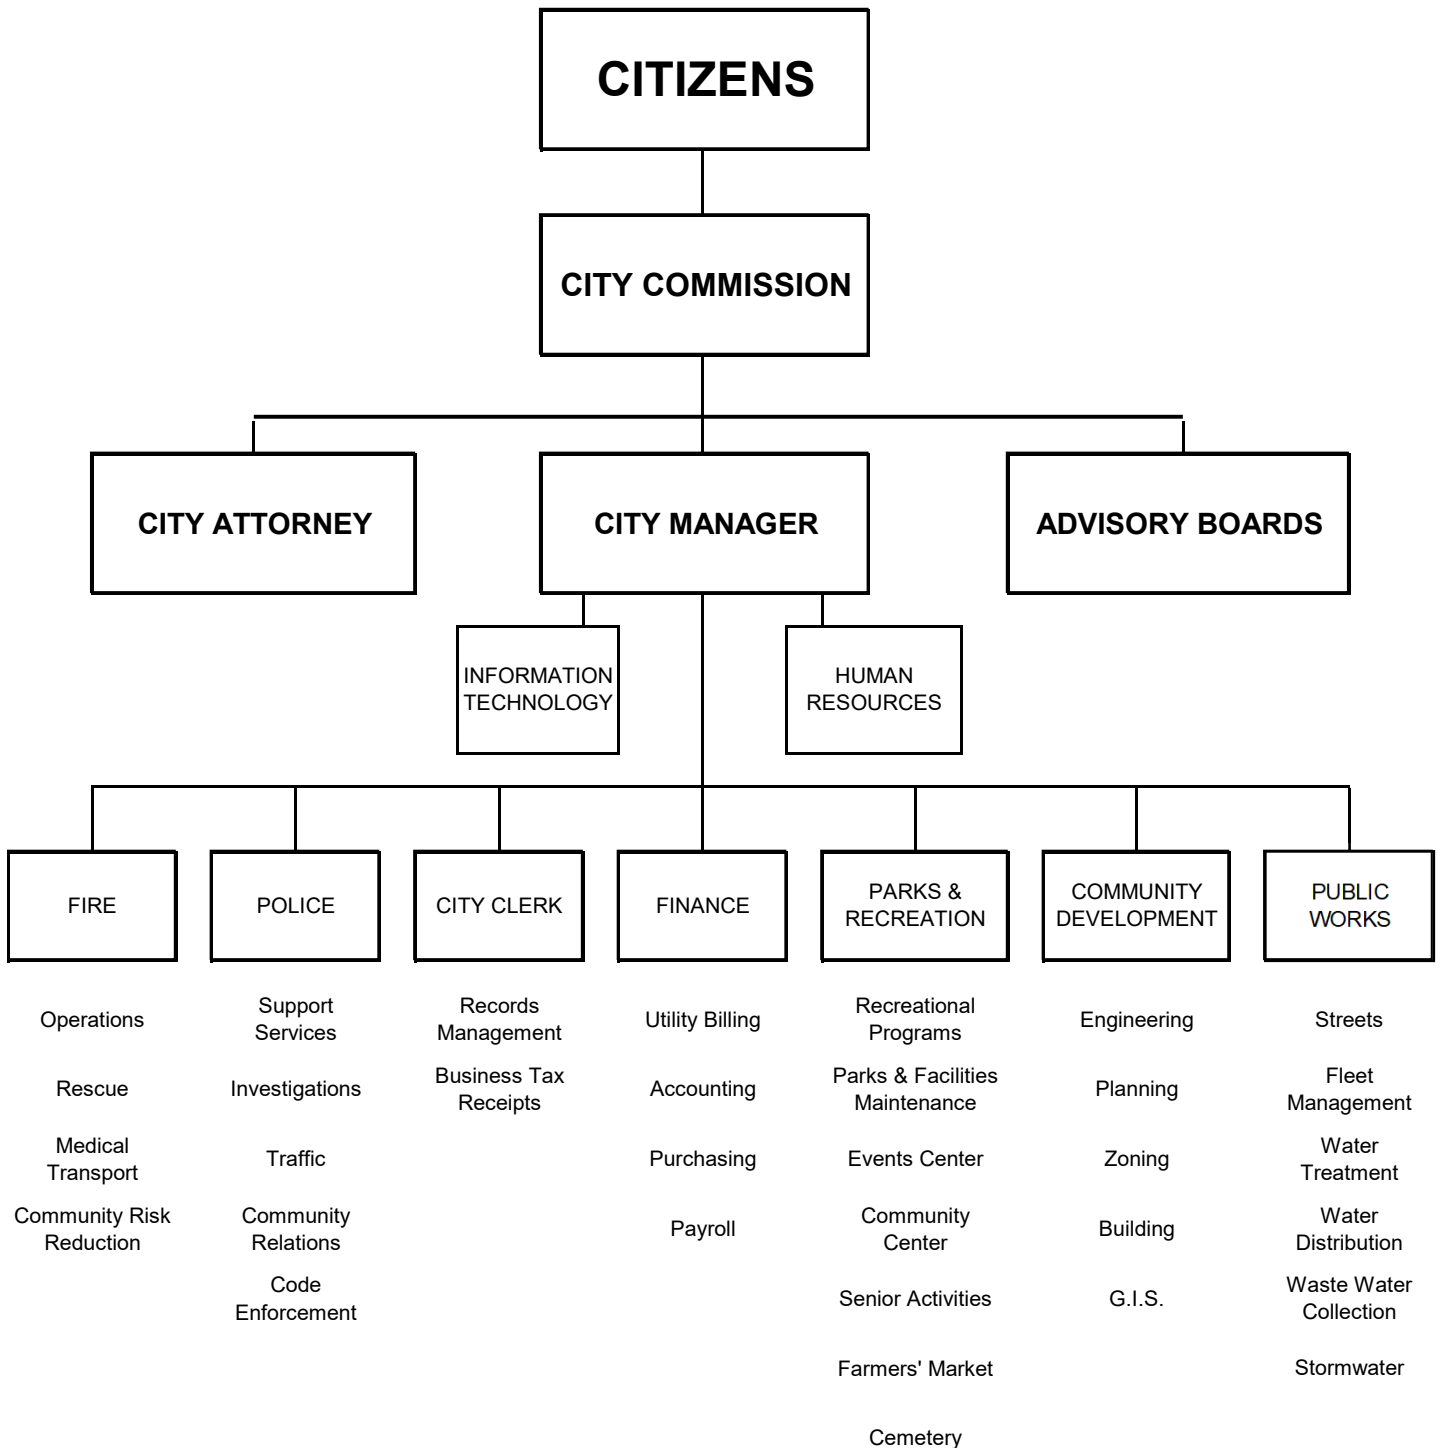 CITIZENS
CITY COMMISSION
CITY ATTORNEY
CITY MANAGER
ADVISORY BOARDS
INFORMATION
TECHNOLOGY
HUMAN
RESOURCES
FIRE
POLICE
CITY CLERK
FINANCE
PARKS &
RECREATION
COMMUNITY
DEVELOPMENT
PUBLIC
WORKS
Operations
Rescue
Medical
Transport
Community Risk
Reduction
Support
Services
Investigations
Traffic
Community
Relations
Code
Enforcement
Records
Management
Business Tax
Receipts
Utility Billing
Accounting
Purchasing
Payroll
Recreational
Programs
Parks & Facilities
Maintenance
Events Center
Community
Center
Senior Activities
Farmers' Market
Cemetery
Engineering
Planning
Zoning
Building
G.I.S.
Streets
Fleet
Management
Water
Treatment
Water
Distribution
Waste Water
Collection
Stormwater